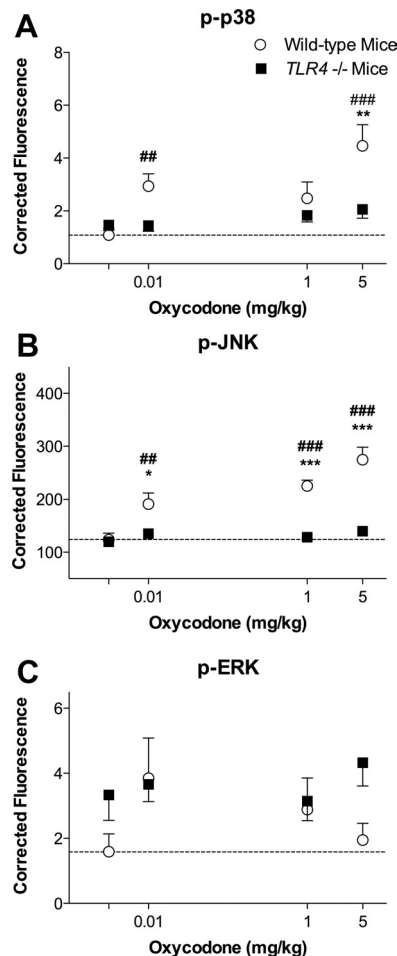 A
p-p38
Wild-type Mice
TLR4 -/- Mice
Corrected Fluorescence
8
6
4
2
0
##
###
**
0.01
1
5
Oxycodone (mg/kg)
B
p-JNK
Corrected Fluorescence
400
300
200
100
##
*
###
***
###
***
0.01
1
5
Oxycodone (mg/kg)
C
p-ERK
Corrected Fluorescence
6
4
2
0
0.01
1
5
Oxycodone (mg/kg)